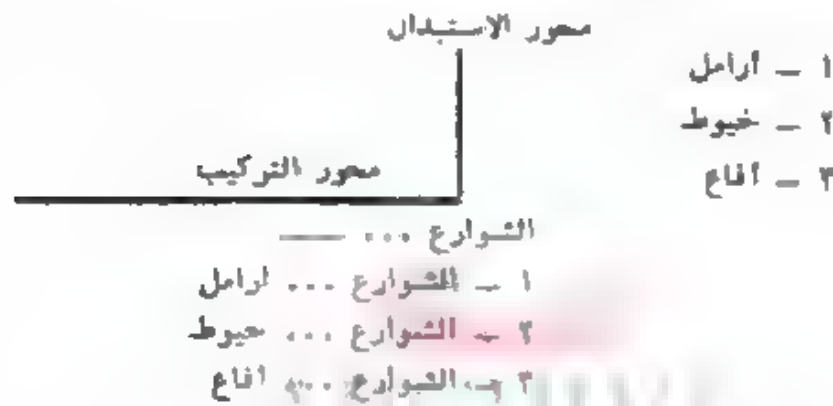 محور الاستبدال
١ – أرامل
٢ – خيوط
٣ – أفاع
محور التركيب
الشوارع ... ——
١ – الشوارع ... أرامل
٢ – الشوارع ... خيوط
٣ – الشوارع ... أفاع